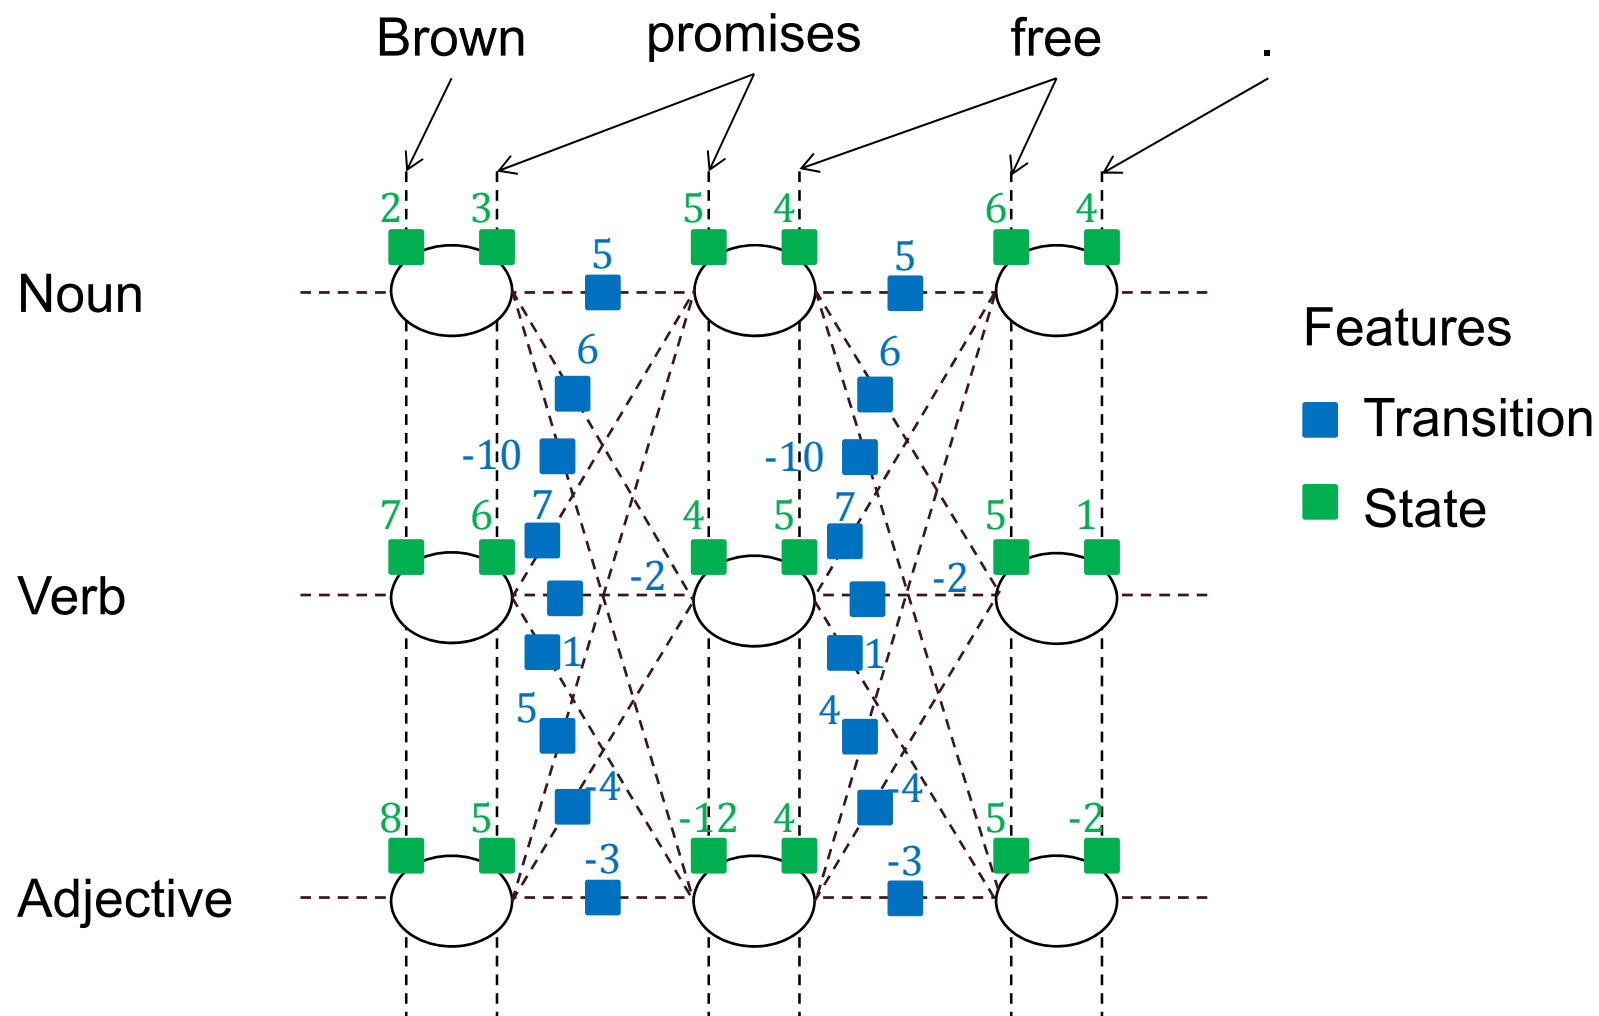 Brown promises free .
2 3 5 4 6 4
5 5
Noun
6 6
-10 -10
7 6 7 4 5 7 5 1
-2 -2
Verb
1 1
5 4
-4 -4
8 5 -12 4 5 -2
-3 -3
Adjective
Features
Transition
State